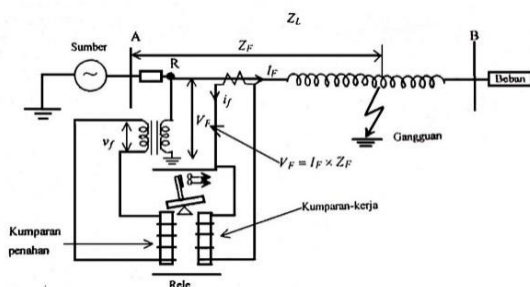 Z_L
A
B
Sumber
Z_F
R
I_F
Beban
i_f
V_F
v_f
Gangguan
V_F = I_F × Z_F
Kumparan-kerja
Kumparan
penahan
Rele